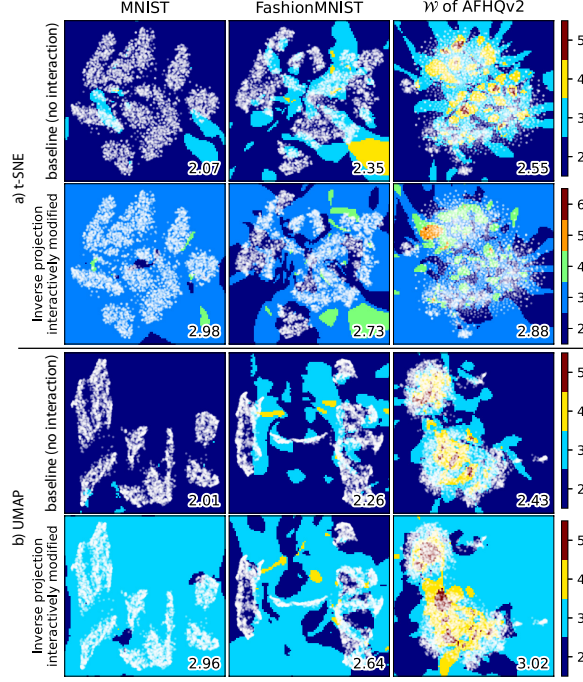 MNIST FashionMNIST 𝒲 of AFHQv2
a) t-SNE
baseline (no interaction)
2.07 2.35 2.55
5
4
3
2
Inverse projection
interactively modified
2.98 2.73 2.88
6
5
4
3
2
b) UMAP
baseline (no interaction)
2.01 2.26 2.43
5
4
3
2
Inverse projection
interactively modified
2.96 2.64 3.02
5
4
3
2